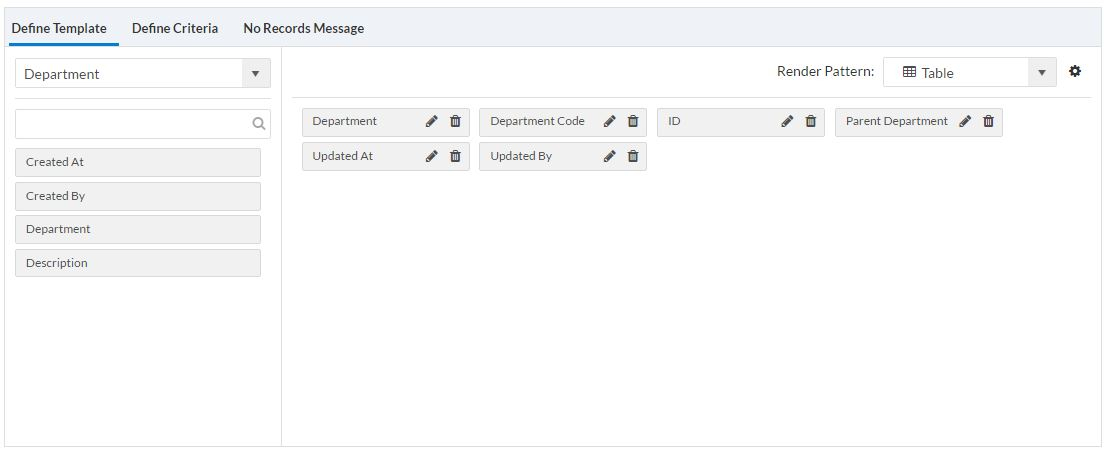 Define Template Define Criteria No Records Message
Department
Render Pattern: Table
Created At
Created By
Department
Description
Department Department Code ID Parent Department
Updated At Updated By